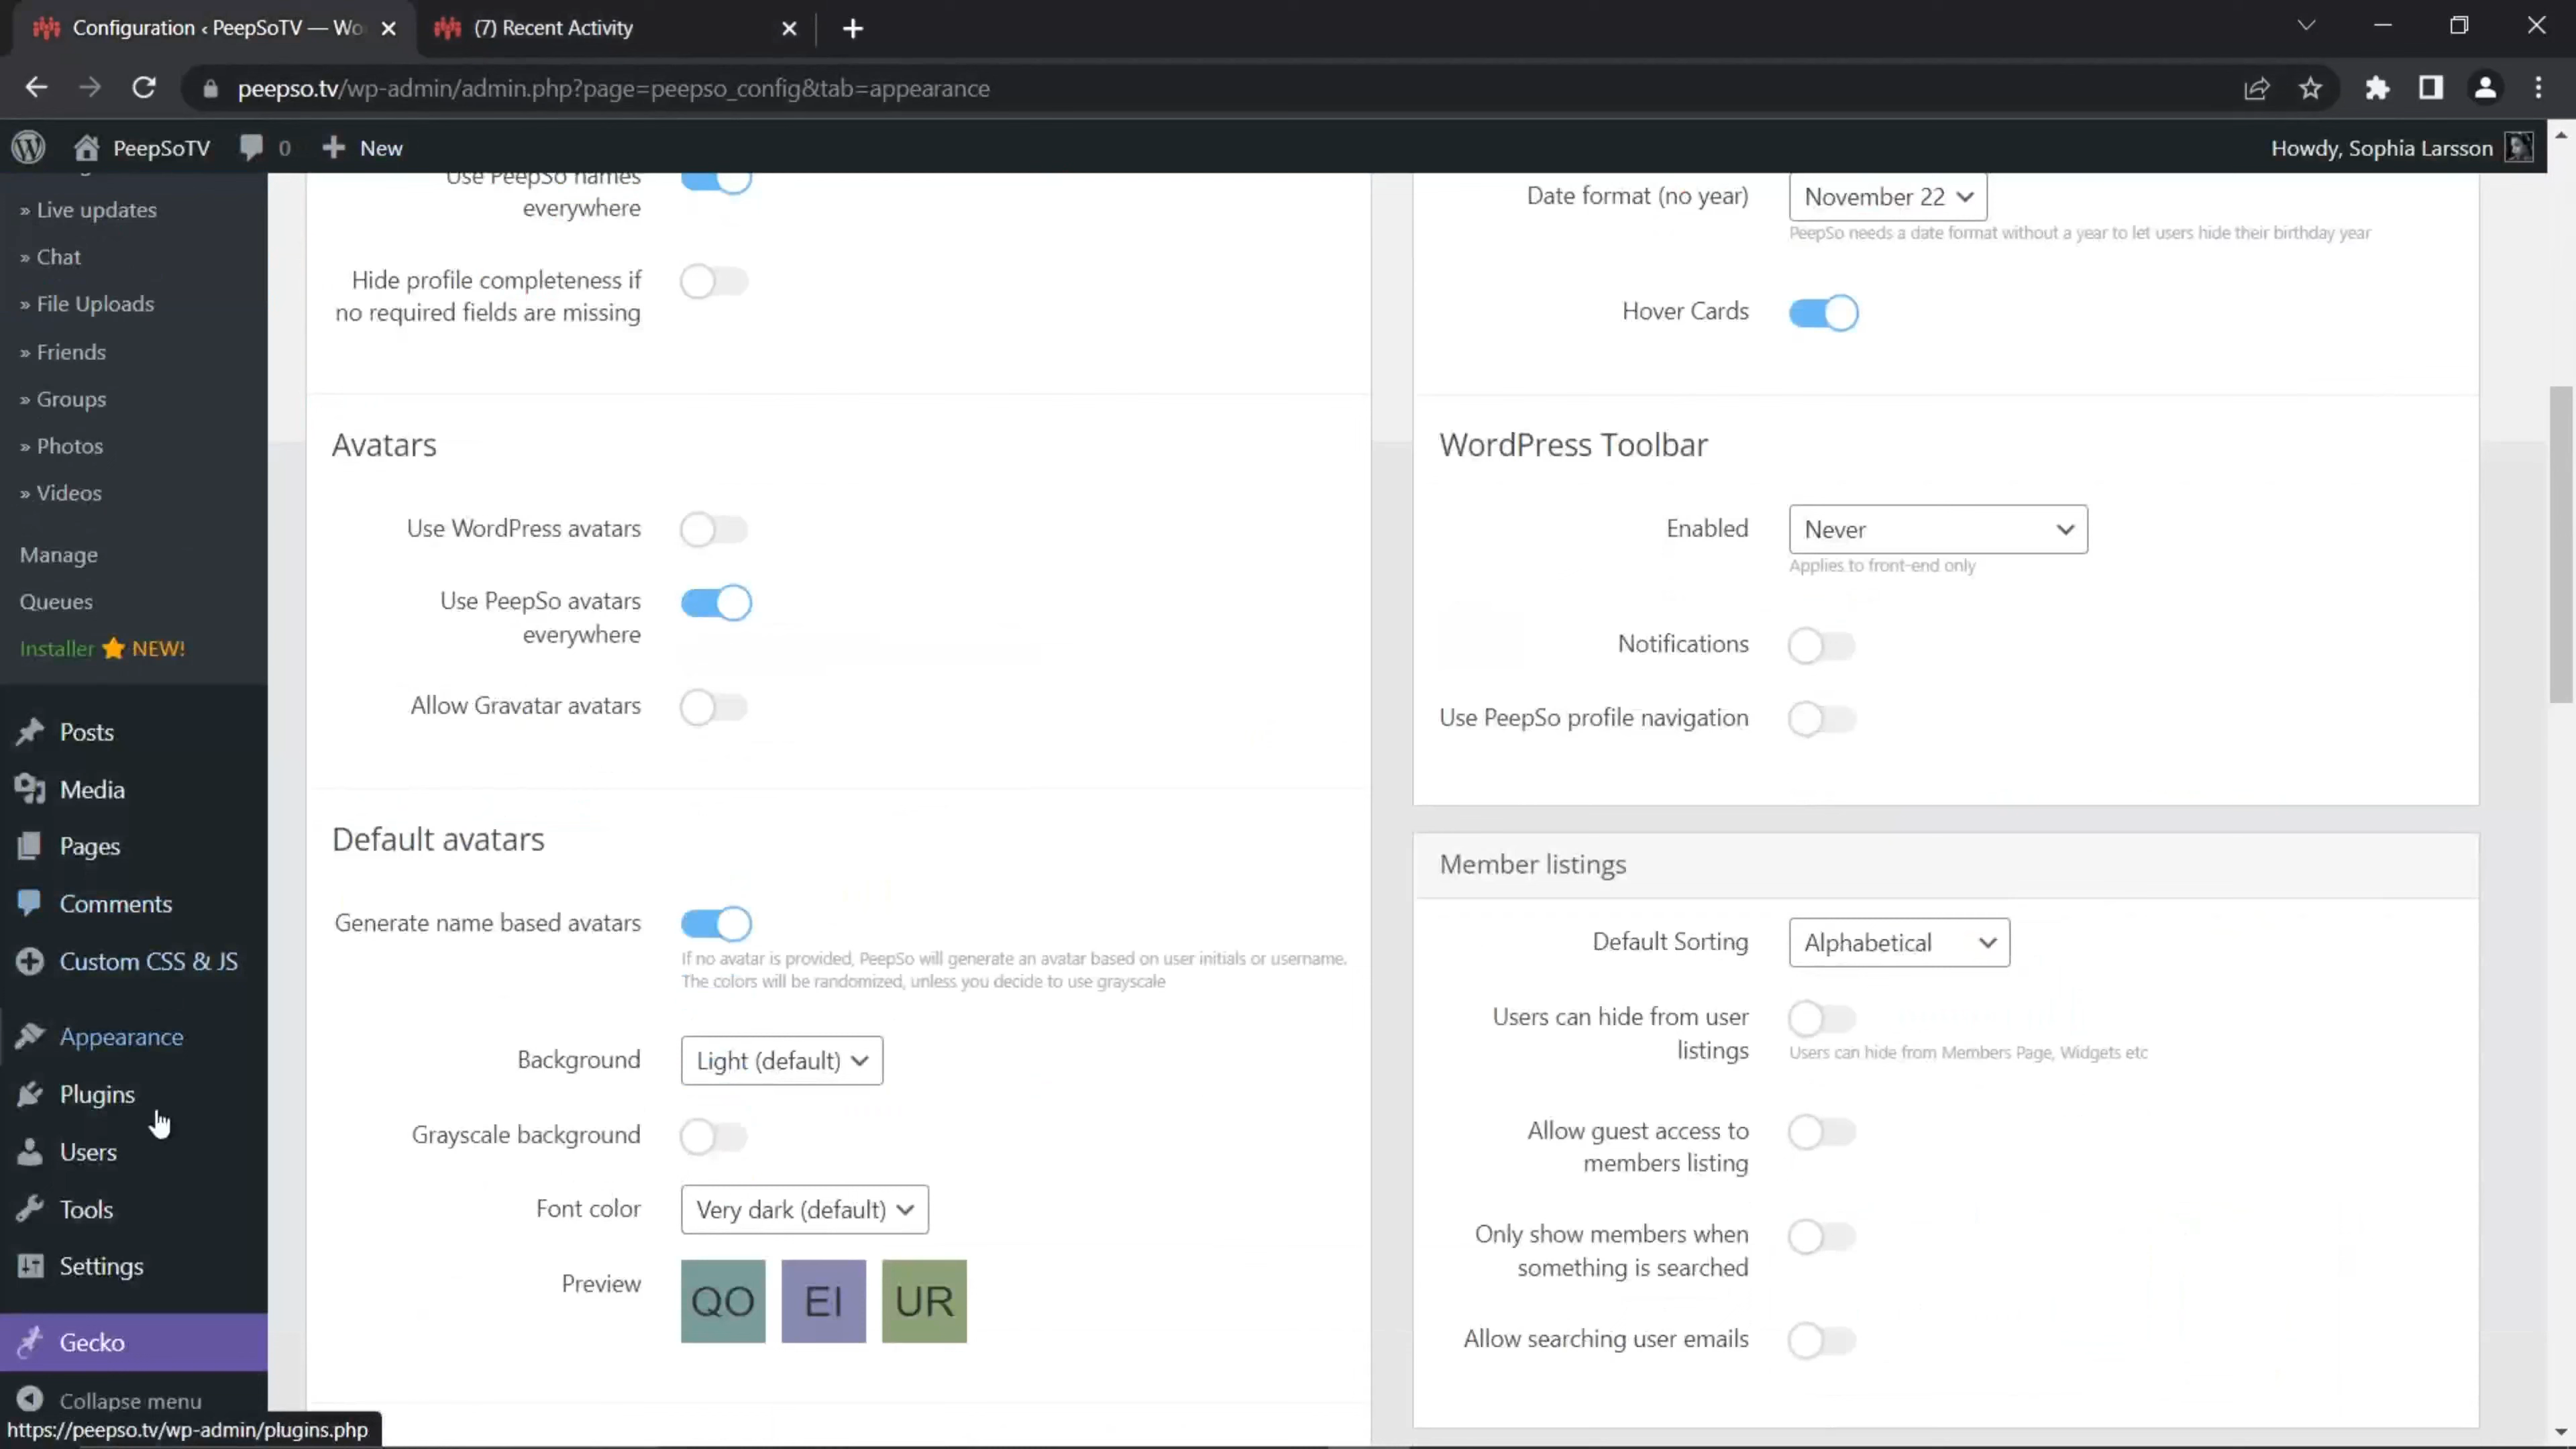 Configuration ‹ PeepSoTV — Wo
(7) Recent Activity
peepso.tv/wp-admin/admin.php?page=peepso_config&tab=appearance
PeepSoTV
0
New
Howdy, Sophia Larsson
» Live updates
» Chat
» File Uploads
» Friends
» Groups
» Photos
» Videos
Manage
Queues
Installer NEW!
Posts
Media
Pages
Comments
Custom CSS & JS
Appearance
Plugins
Users
Tools
Settings
Gecko
Collapse menu
https://peepso.tv/wp-admin/plugins.php
Use PeepSo names
everywhere
Hide profile completeness if
no required fields are missing
Avatars
Use WordPress avatars
Use PeepSo avatars
everywhere
Allow Gravatar avatars
Default avatars
Generate name based avatars
If no avatar is provided, PeepSo will generate an avatar based on user initials or username.
The colors will be randomized, unless you decide to use grayscale
Background
Light (default)
Grayscale background
Font color
Very dark (default)
Preview
QO
EI
UR
Date format (no year)
November 22
PeepSo needs a date format without a year to let users hide their birthday year
Hover Cards
WordPress Toolbar
Enabled
Never
Applies to front-end only
Notifications
Use PeepSo profile navigation
Member listings
Default Sorting
Alphabetical
Users can hide from user
listings
Users can hide from Members Page, Widgets etc
Allow guest access to
members listing
Only show members when
something is searched
Allow searching user emails